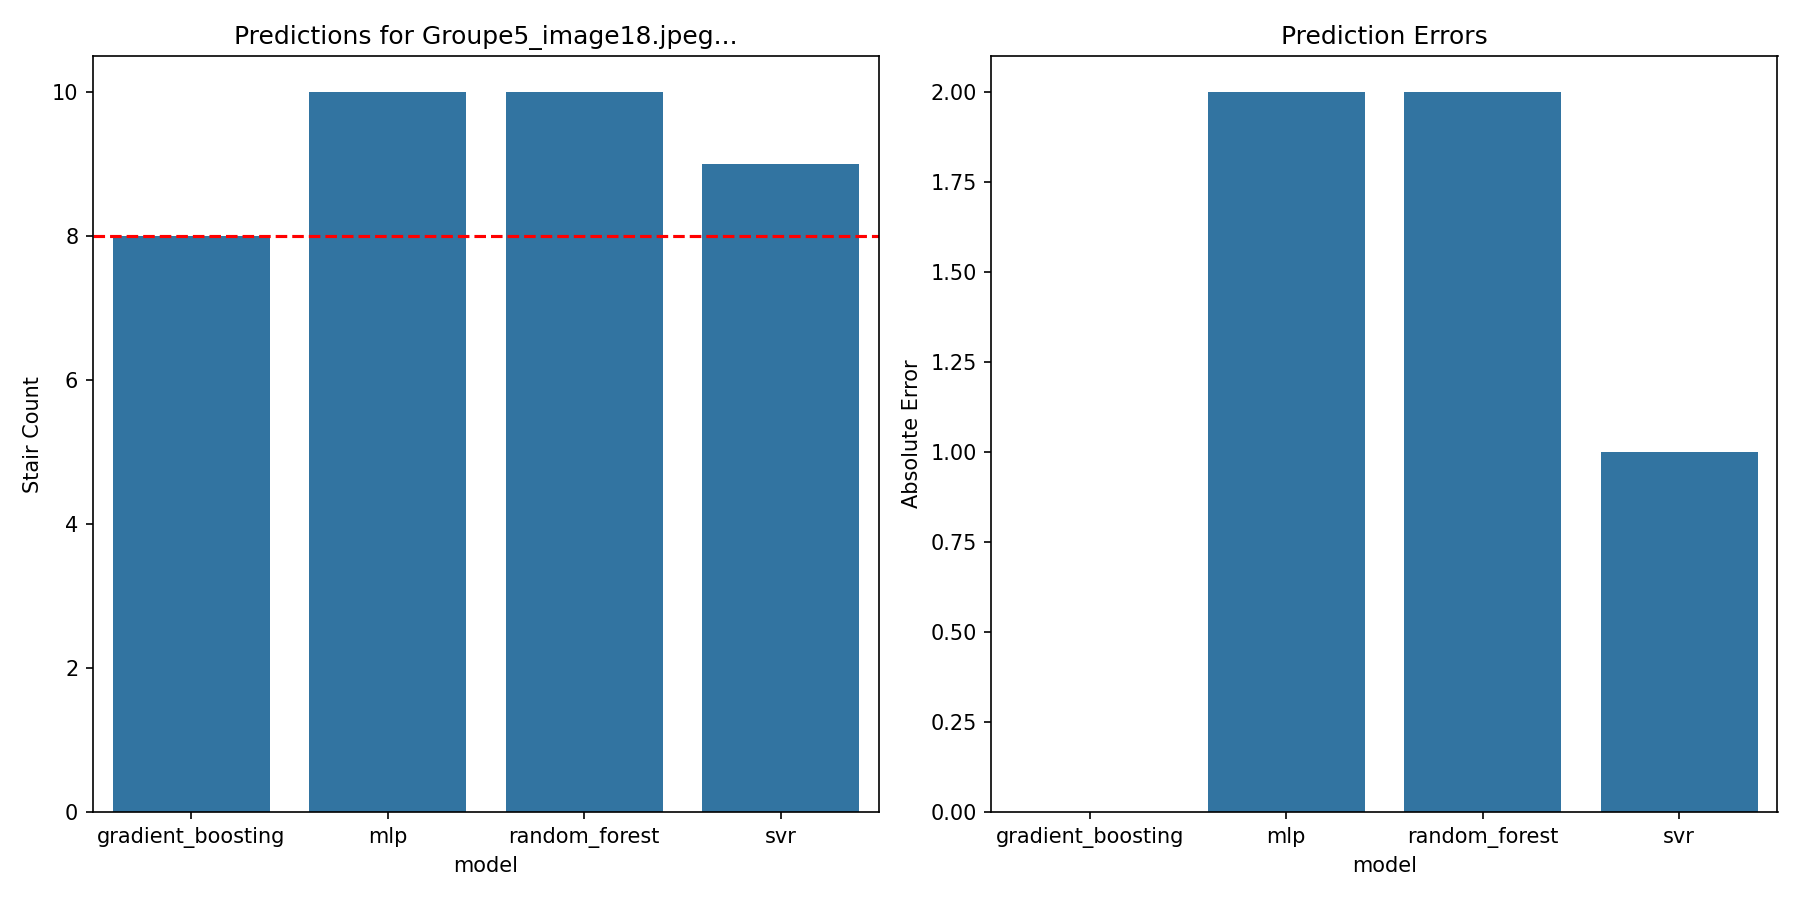 Predictions for Groupe5_image18.jpeg...
Stair Count
10
8
6
4
2
0
gradient_boosting mlp random_forest svr
model
Prediction Errors
Absolute Error
2.00
1.75
1.50
1.25
1.00
0.75
0.50
0.25
0.00
gradient_boosting mlp random_forest svr
model